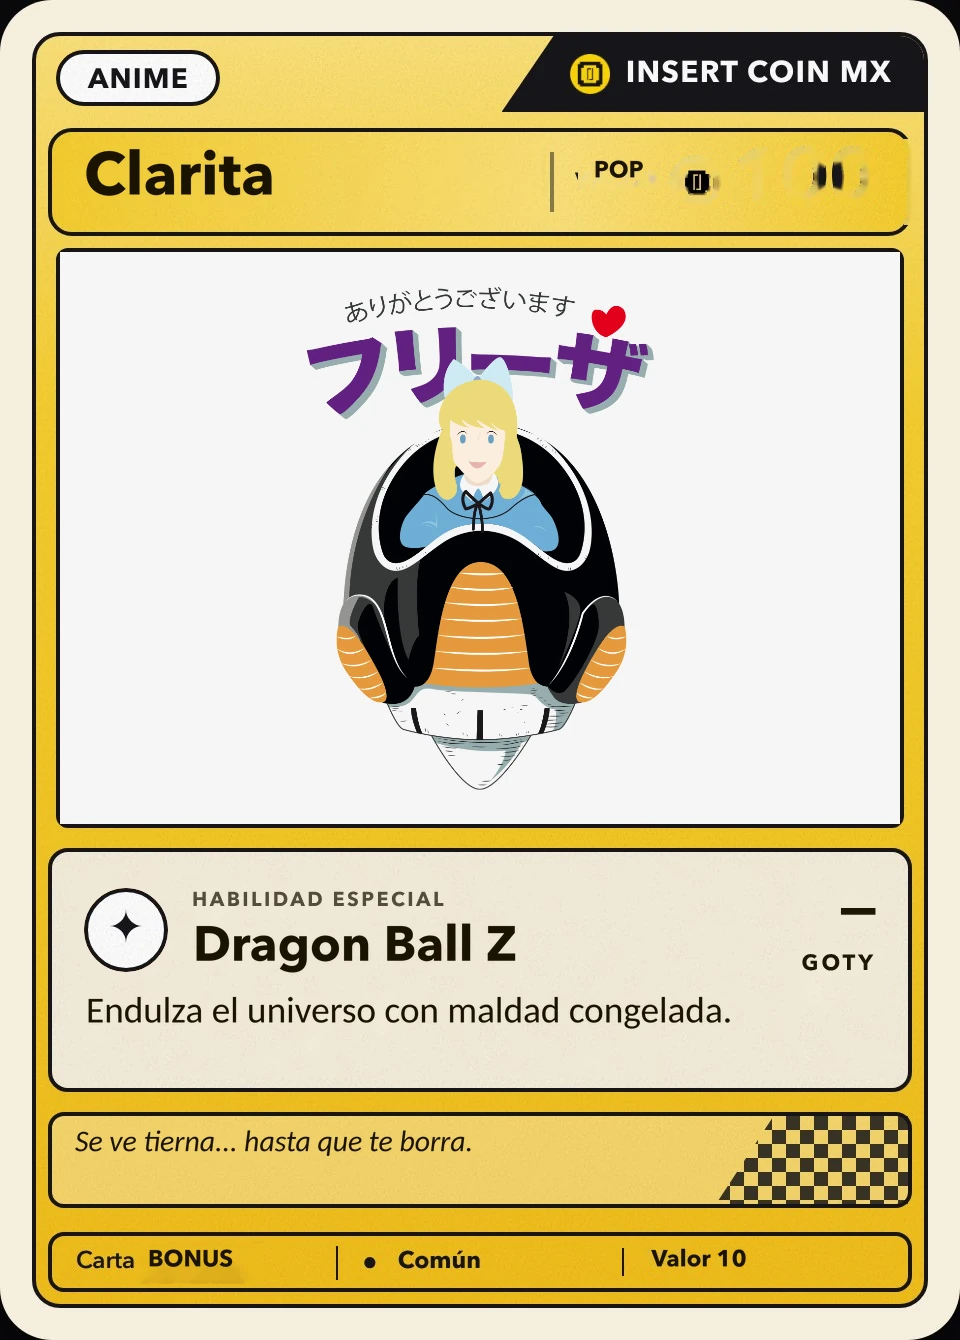 ANIME
INSERT COIN MX
Clarita
POP
ありがとうございます
フリーザ
HABILIDAD ESPECIAL
Dragon Ball Z
GOTY
Endulza el universo con maldad congelada.
Se ve tierna... hasta que te borra.
Carta BONUS
Común
Valor 10